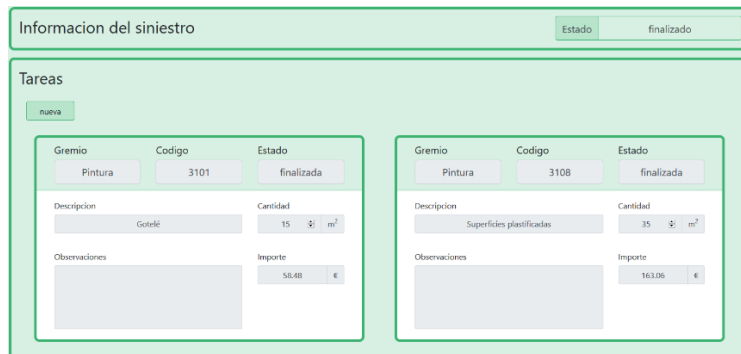 Informacion del siniestro
Estado finalizado
Tareas
nueva
Gremio Codigo Estado
Pintura 3101 finalizada
Descripcion Cantidad
Gotelé 15 m²
Observaciones Importe
58.48 €
Gremio Codigo Estado
Pintura 3108 finalizada
Descripcion Cantidad
Superficies plastificadas 35 m²
Observaciones Importe
163.06 €